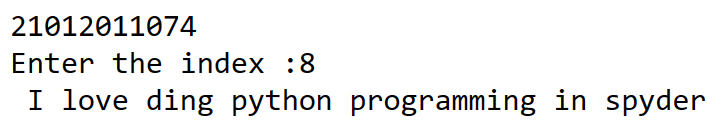 21012011074
Enter the index :8
 I love ding python programming in spyder